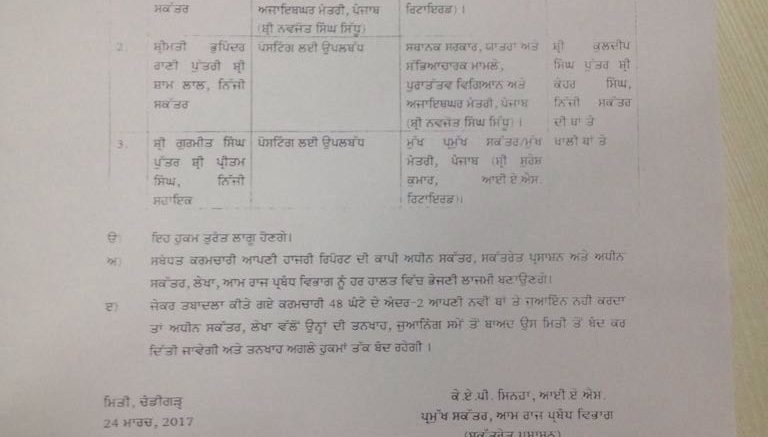 ਸਕੱਤਰ
ਅਜਾਇਬਘਰ ਮੰਤਰੀ, ਪੰਜਾਬ
ਰਿਟਾਇਰਡ)।
(ਸ਼੍ਰੀ ਨਵਜੋਤ ਸਿੰਘ ਸਿੱਧੂ)
2. ਸ਼੍ਰੀਮਤੀ ਭੁਪਿੰਦਰ
ਰਾਣੀ ਪੁੱਤਰੀ ਸ਼੍ਰੀ
ਸ਼ਾਮ ਲਾਲ, ਨਿੱਜੀ
ਸਕੱਤਰ
ਪੋਸਟਿੰਗ ਲਈ ਉਪਲਬੱਧ
ਸਥਾਨਕ ਸਰਕਾਰ, ਯਾਤਰਾ ਅਤੇ
ਸੱਭਿਆਚਾਰਕ ਮਾਮਲੇ,
ਪੁਰਾਤੱਤਵ ਵਿਗਿਆਨ ਅਤੇ
ਅਜਾਇਬਘਰ ਮੰਤਰੀ, ਪੰਜਾਬ
(ਸ਼੍ਰੀ ਨਵਜੋਤ ਸਿੰਘ ਸਿੱਧੂ) ।
ਸ਼੍ਰੀ ਕੁਲਦੀਪ
ਸਿੰਘ ਪੁੱਤਰ ਸ਼੍ਰੀ
ਕੇਹਰ ਸਿੰਘ,
ਨਿੱਜੀ ਸਕੱਤਰ
ਦੀ ਥਾਂ ਤੇ
3. ਸ਼੍ਰੀ ਗੁਰਮੀਤ ਸਿੰਘ
ਪੁੱਤਰ ਸ਼੍ਰੀ ਪ੍ਰੀਤਮ
ਸਿੰਘ, ਨਿੱਜੀ
ਸਹਾਇਕ
ਪੋਸਟਿੰਗ ਲਈ ਉਪਲਬੱਧ
ਮੁੱਖ ਪ੍ਰਮੁੱਖ ਸਕੱਤਰ/ਮੁੱਖ
ਮੰਤਰੀ, ਪੰਜਾਬ (ਸ਼੍ਰੀ ਸੁਰੇਸ਼
ਕੁਮਾਰ, ਆਈ ਏ ਐਸ.
ਰਿਟਾਇਰਡ)।
ਖਾਲੀ ਥਾਂ ਤੇ
ੳ) ਇਹ ਹੁਕਮ ਤੁਰੰਤ ਲਾਗੂ ਹੋਣਗੇ।
ਅ) ਸਬੰਧਤ ਕਰਮਚਾਰੀ ਆਪਣੀ ਹਾਜਰੀ ਰਿਪੋਰਟ ਦੀ ਕਾਪੀ ਅਧੀਨ ਸਕੱਤਰ, ਸਕੱਤਰੇਤ ਪ੍ਰਸ਼ਾਸਨ ਅਤੇ ਅਧੀਨ
ਸਕੱਤਰ, ਲੇਖਾ, ਆਮ ਰਾਜ ਪ੍ਰਬੰਧ ਵਿਭਾਗ ਨੂੰ ਹਰ ਹਾਲਤ ਵਿੱਚ ਭੇਜਣੀ ਲਾਜਮੀ ਬਣਾਉਣਗੇ।
ੲ) ਜੇਕਰ ਤਬਾਦਲਾ ਕੀਤੇ ਗਏ ਕਰਮਚਾਰੀ 48 ਘੰਟੇ ਦੇ ਅੰਦਰ-2 ਆਪਣੀ ਨਵੀਂ ਥਾਂ ਤੇ ਜੁਆਇਨ ਨਹੀਂ ਕਰਦਾ
ਤਾਂ ਅਧੀਨ ਸਕੱਤਰ, ਲੇਖਾ ਵੱਲੋਂ ਉਨ੍ਹਾਂ ਦੀ ਤਨਖਾਹ, ਜੁਆਨਿੰਗ ਸਮੇਂ ਤੋਂ ਬਾਅਦ ਉਸ ਮਿਤੀ ਤੋਂ ਬੰਦ ਕਰ
ਦਿੱਤੀ ਜਾਵੇਗੀ ਅਤੇ ਤਨਖਾਹ ਅਗਲੇ ਹੁਕਮਾਂ ਤੱਕ ਬੰਦ ਰਹੇਗੀ ।
ਮਿਤੀ, ਚੰਡੀਗੜ੍ਹ
24 ਮਾਰਚ, 2017
ਕੇ.ਏ.ਪੀ. ਸਿਨਹਾ, ਆਈ ਏ ਐਸ.
ਪ੍ਰਮੁੱਖ ਸਕੱਤਰ, ਆਮ ਰਾਜ ਪ੍ਰਬੰਧ ਵਿਭਾਗ
(ਸਕੱਤਰੇਤ ਪ੍ਰਸ਼ਾਸਨ)